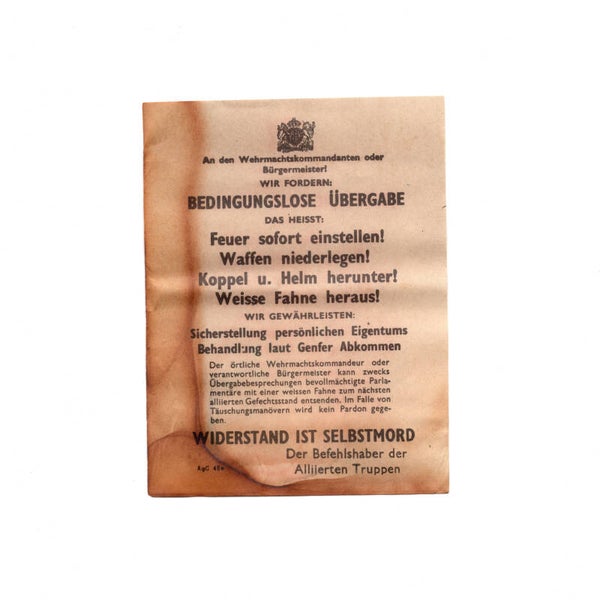 An den Wehrmachtskommandanten oder
Bürgermeister!
WIR FORDERN:
BEDINGUNGSLOSE ÜBERGABE
DAS HEISST:
Feuer sofort einstellen!
Waffen niederlegen!
Koppel u. Helm herunter!
Weisse Fahne heraus!
WIR GEWÄHRLEISTEN:
Sicherstellung persönlichen Eigentums
Behandlung laut Genfer Abkommen
Der örtliche Wehrmachtskommandeur oder
verantwortliche Bürgermeister kann zwecks
Übergabebesprechungen bevollmächtigte Parla-
mentäre mit einer weissen Fahne zum nächsten
alliierten Gefechtsstand entsenden. Im Falle von
Täuschungsmanövern wird kein Pardon gege-
ben.
WIDERSTAND IST SELBSTMORD
Der Befehlshaber der
Alliierten Truppen